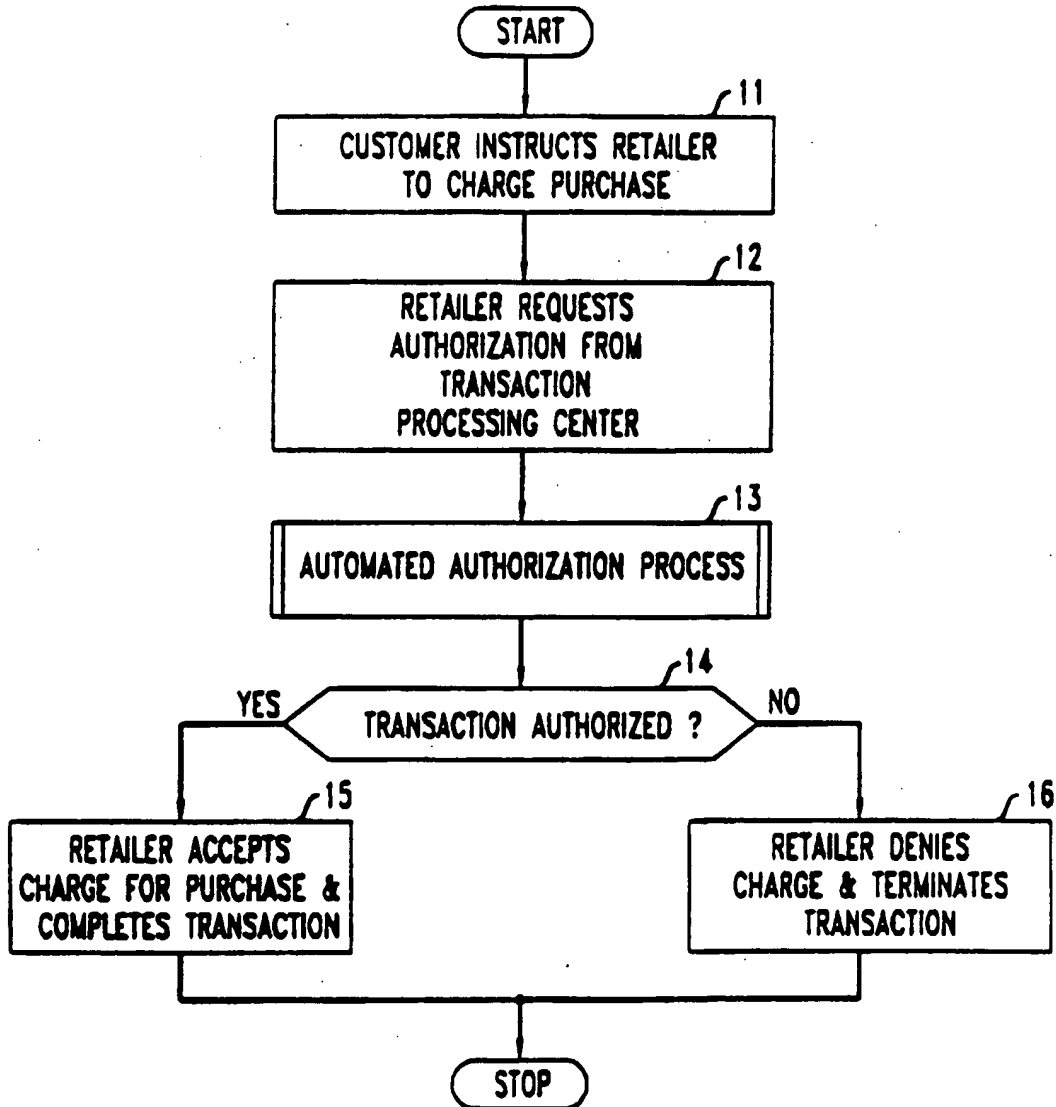 START
11
CUSTOMER INSTRUCTS RETAILER
TO CHARGE PURCHASE
12
RETAILER REQUESTS
AUTHORIZATION FROM
TRANSACTION
PROCESSING CENTER
13
AUTOMATED AUTHORIZATION PROCESS
14
YES
TRANSACTION AUTHORIZED ?
NO
15
RETAILER ACCEPTS
CHARGE FOR PURCHASE &
COMPLETES TRANSACTION
16
RETAILER DENIES
CHARGE & TERMINATES
TRANSACTION
STOP